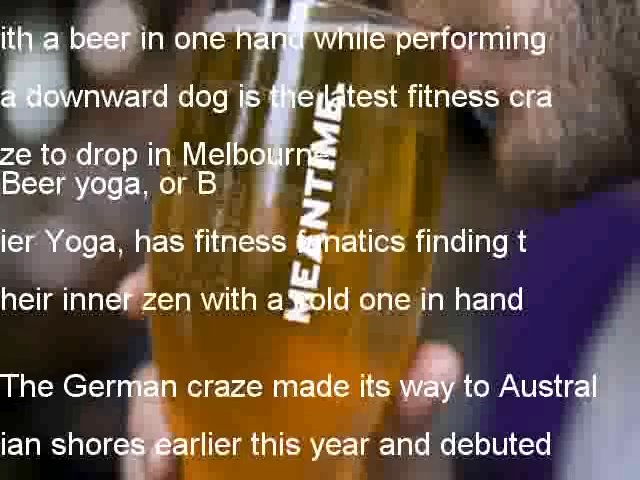 ith a beer in one hand while performing
a downward dog is the latest fitness cra
ze to drop in Melbourne
Beer yoga, or B
ier Yoga, has fitness fanatics finding t
heir inner zen with a cold one in hand
The German craze made its way to Austral
ian shores earlier this year and debuted
MEANTIME